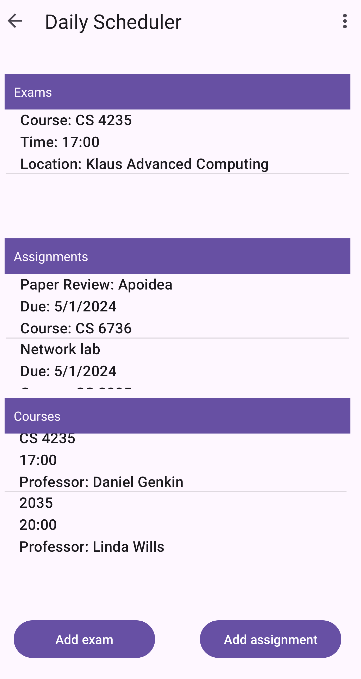 Daily Scheduler
Exams
Course: CS 4235
Time: 17:00
Location: Klaus Advanced Computing
Assignments
Paper Review: Apoidea
Due: 5/1/2024
Course: CS 6736
Network lab
Due: 5/1/2024
Courses
CS 4235
17:00
Professor: Daniel Genkin
2035
20:00
Professor: Linda Wills
Add exam
Add assignment